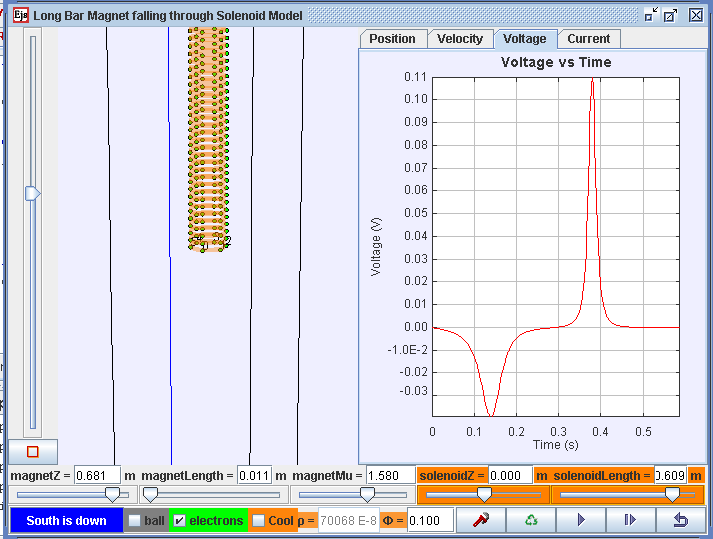 Ejs Long Bar Magnet falling through Solenoid Model
Position Velocity Voltage Current
Voltage vs Time
0.11
0.10
0.09
0.08
0.07
0.06
0.05
0.04
0.03
0.02
0.01
0.00
-1.0E-2
-0.02
-0.03
Voltage (V)
0 0.1 0.2 0.3 0.4 0.5
Time (s)
magnetZ = 0.681 m magnetLength = 0.011 m magnetMu = 1.580 solenoidZ = 0.000 m solenoidLength = 0.609 m
South is down ball electrons Cool ρ = 70068 E-8 Φ = 0.100